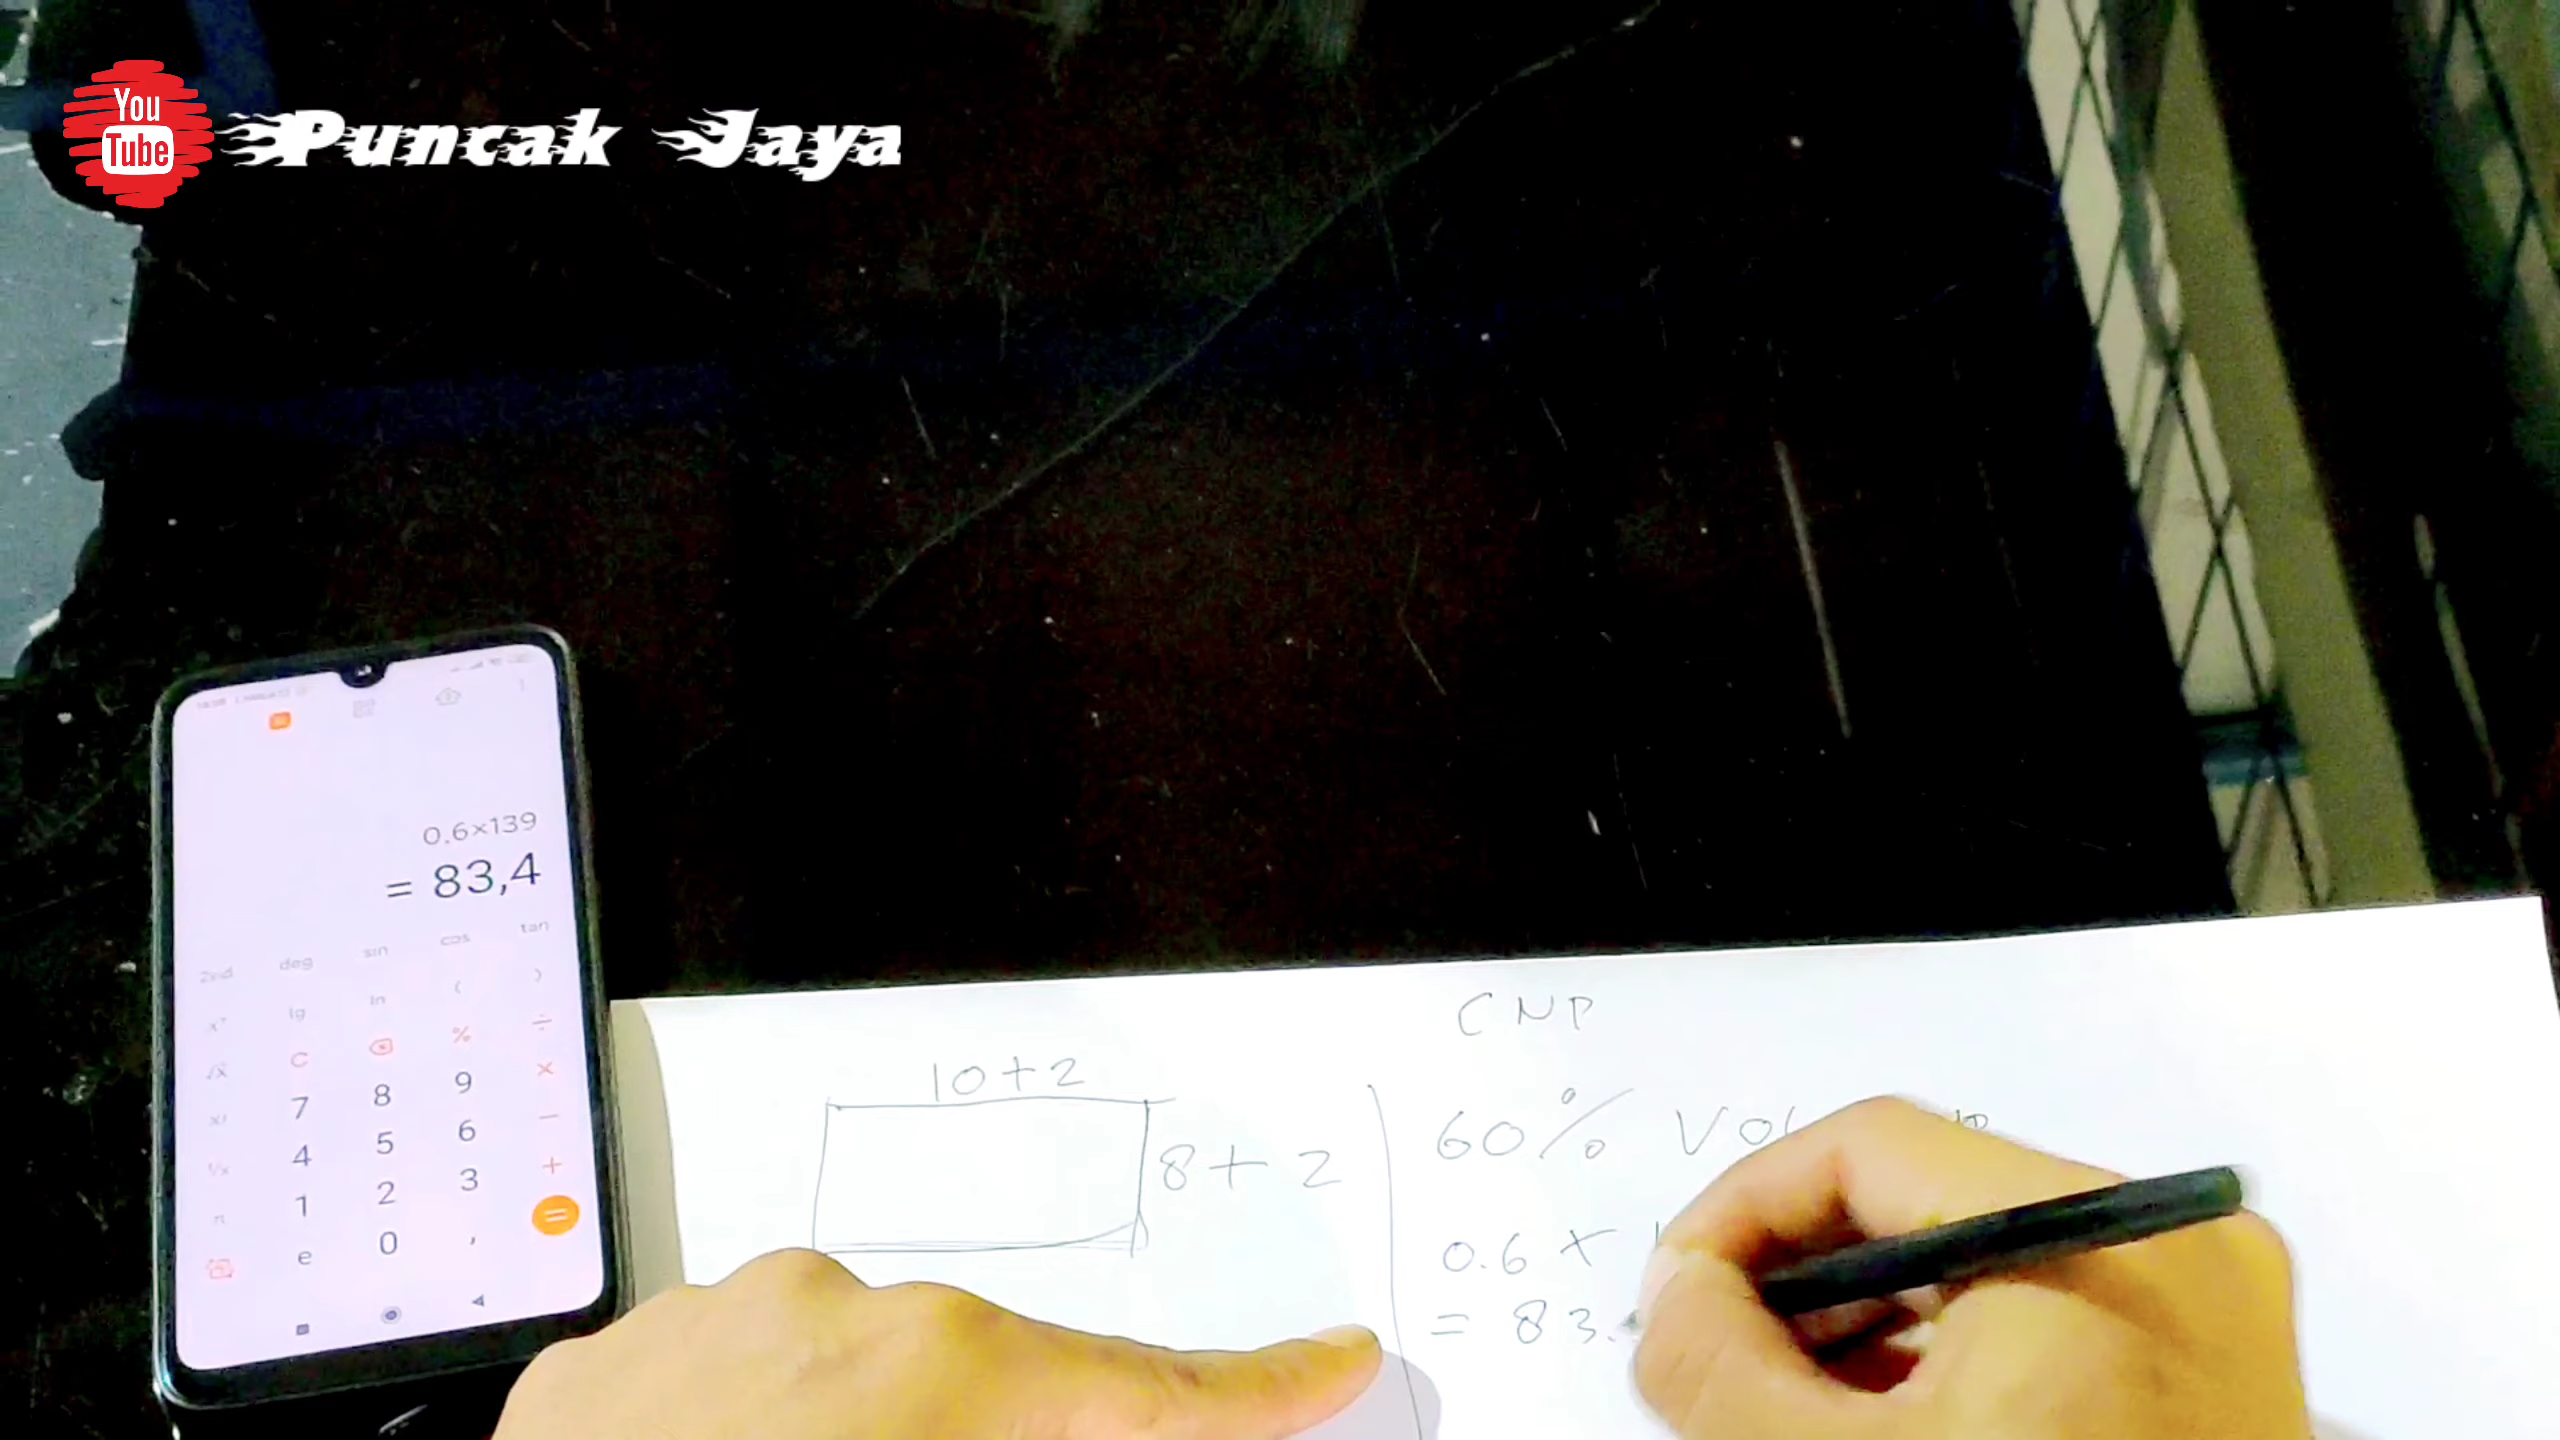 You
Tube
Puncak Jaya
0.6×139
= 83,4
2nd deg sin cos tan
lg ln ( )
C % ÷
7 8 9 ×
4 5 6 −
1 2 3 +
e 0 , =
CNP
10+2
8+2
60% Vo
0.6 ×
= 83.